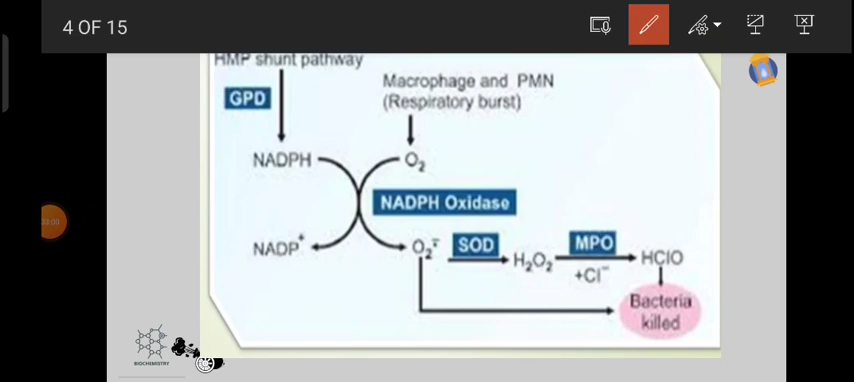 4 OF 15
HMP shunt pathway
GPD
Macrophage and PMN
(Respiratory burst)
NADPH
O₂
NADPH Oxidase
NADP⁺
O₂⁻
SOD
H₂O₂
MPO
+Cl⁻
HClO
Bacteria
killed
BIOCHEMISTRY